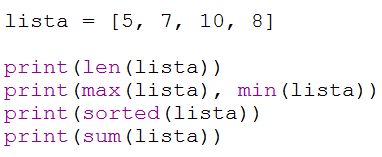 lista = [5, 7, 10, 8]
print(len(lista))
print(max(lista), min(lista))
print(sorted(lista))
print(sum(lista))